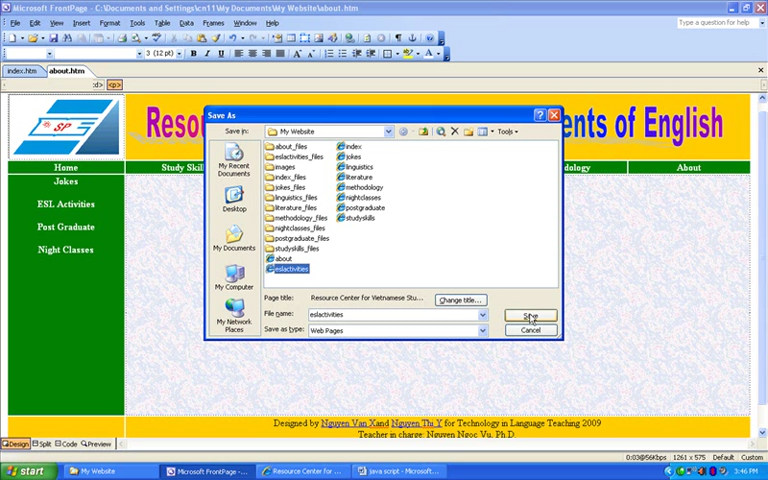 Microsoft FrontPage - C:\Documents and Settings\cn11\My Documents\My Website\about.htm
File Edit View Insert Format Tools Table Data Frames Window Help
Type a question for help
3 (12 pt)
index.htm about.htm
<p>
SP
Resou
ents of English
Home
Study Skill
dology
About
Jokes
ESL Activities
Post Graduate
Night Classes
Save As
Save in: My Website
Tools
My Recent
Documents
Desktop
My Documents
My Computer
My Network
Places
about_files
eslactivities_files
images
index_files
jokes_files
linguistics_files
literature_files
methodology_files
nightclasses_files
postgraduate_files
studyskills_files
about
eslactivities
index
jokes
linguistics
literature
methodology
nightclasses
postgraduate
studyskills
Page title: Resource Center for Vietnamese Stu... Change title...
File name: eslactivities Save
Save as type: Web Pages Cancel
Designed by Nguyen Van Xand Nguyen Thi Y for Technology in Language Teaching 2009
Teacher in charge: Nguyen Ngoc Vu, Ph.D.
Design Split Code Preview
0:03@56Kbps 1261 x 575 Default Custom
start My Website Microsoft FrontPage -... Resource Center for ... java script - Microsoft... 3:46 PM